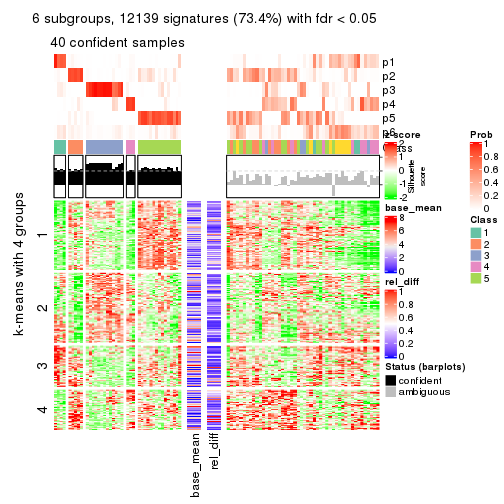 6 subgroups, 12139 signatures (73.4%) with fdr < 0.05
40 confident samples
p1
p2
p3
p4
p5
p6
Class
z-score
2
1
0
-1
-2
Silhouette
score
Prob
1
0.8
0.6
0.4
0.2
0
base_mean
8
6
4
2
0
Class
1
2
3
4
5
rel_diff
1
0.8
0.6
0.4
0.2
0
Status (barplots)
confident
ambiguous
k-means with 4 groups
1
2
3
4
base_mean
rel_diff